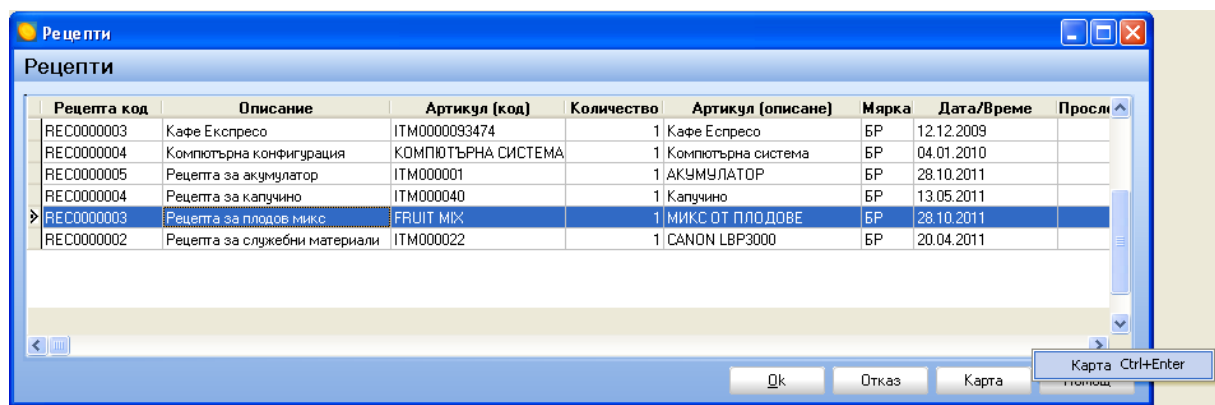 Рецепти
Рецепти
Рецепта код Описание Артикул (код) Количество Артикул (описане) Мярка Дата/Време Просле
REC0000003 Кафе Експресо ITM0000093474 1 Кафе Еспресо БР 12.12.2009
REC0000004 Компютърна конфигурация КОМПЮТЪРНА СИСТЕМА 1 Компютърна система БР 04.01.2010
REC0000005 Рецепта за акумулатор ITM000001 1 АКУМУЛАТОР БР 28.10.2011
REC0000004 Рецепта за капучино ITM000040 1 Капучино БР 13.05.2011
REC0000003 Рецепта за плодов микс FRUIT MIX 1 МИКС ОТ ПЛОДОВЕ БР 28.10.2011
REC0000002 Рецепта за служебни материали ITM000022 1 CANON LBP3000 БР 20.04.2011
Карта Ctrl+Enter
Ok Отказ Карта Помощ